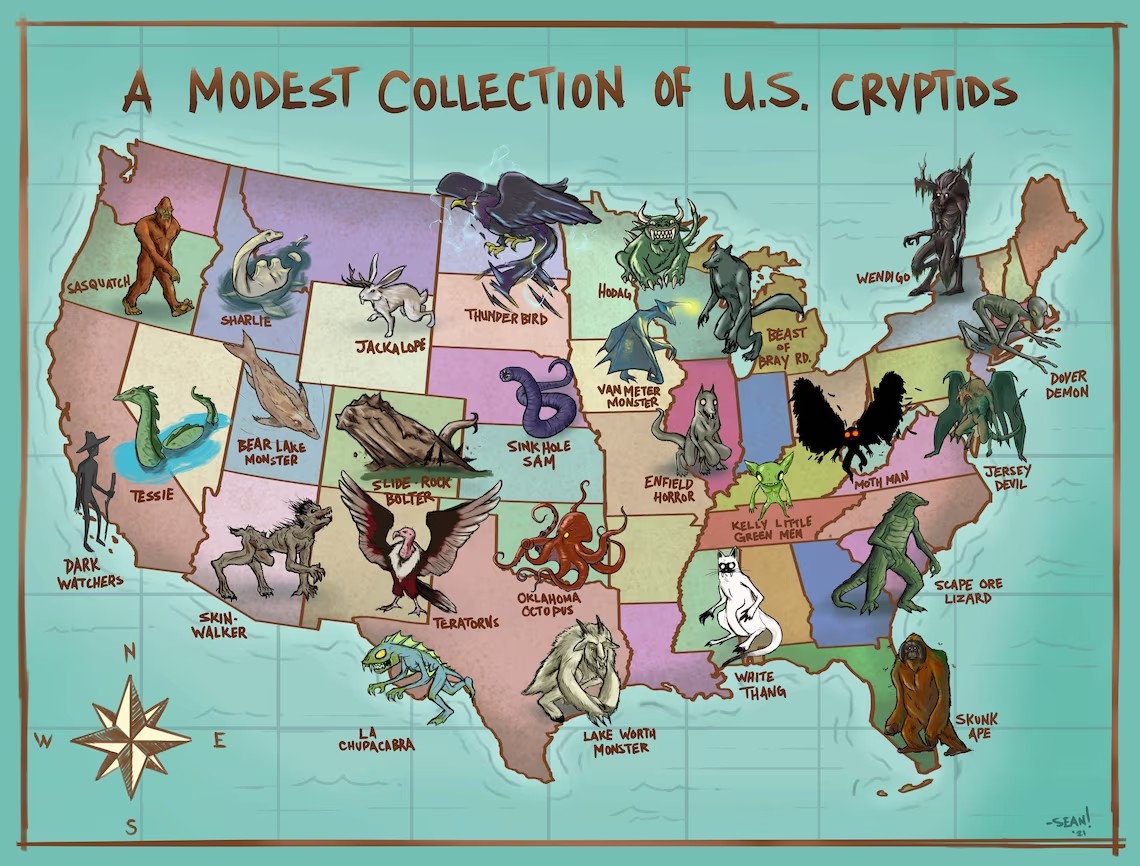 A MODEST COLLECTION OF U.S. CRYPTIDS
SASQUATCH
SHARLIE
JACKALOPE
THUNDERBIRD
HODAG
BEAST
OF
BRAY RD.
WENDIGO
DOVER
DEMON
VAN METER
MONSTER
TESSIE
BEAR LAKE
MONSTER
SLIDE-ROCK
BOLTER
SINKHOLE
SAM
ENFIELD
HORROR
MOTH MAN
JERSEY
DEVIL
KELLY LITTLE
GREEN MEN
DARK
WATCHERS
SKIN-
WALKER
TERATORNS
OKLAHOMA
OCTOPUS
SCAPE ORE
LIZARD
WHITE
THANG
LA
CHUPACABRA
LAKE WORTH
MONSTER
SKUNK
APE
N
W
E
S
-SEAN!
'21